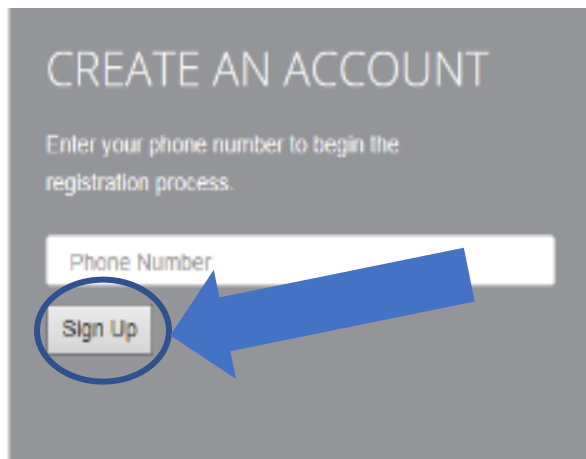 CREATE AN ACCOUNT
Enter your phone number to begin the
registration process.
Phone Number
Sign Up